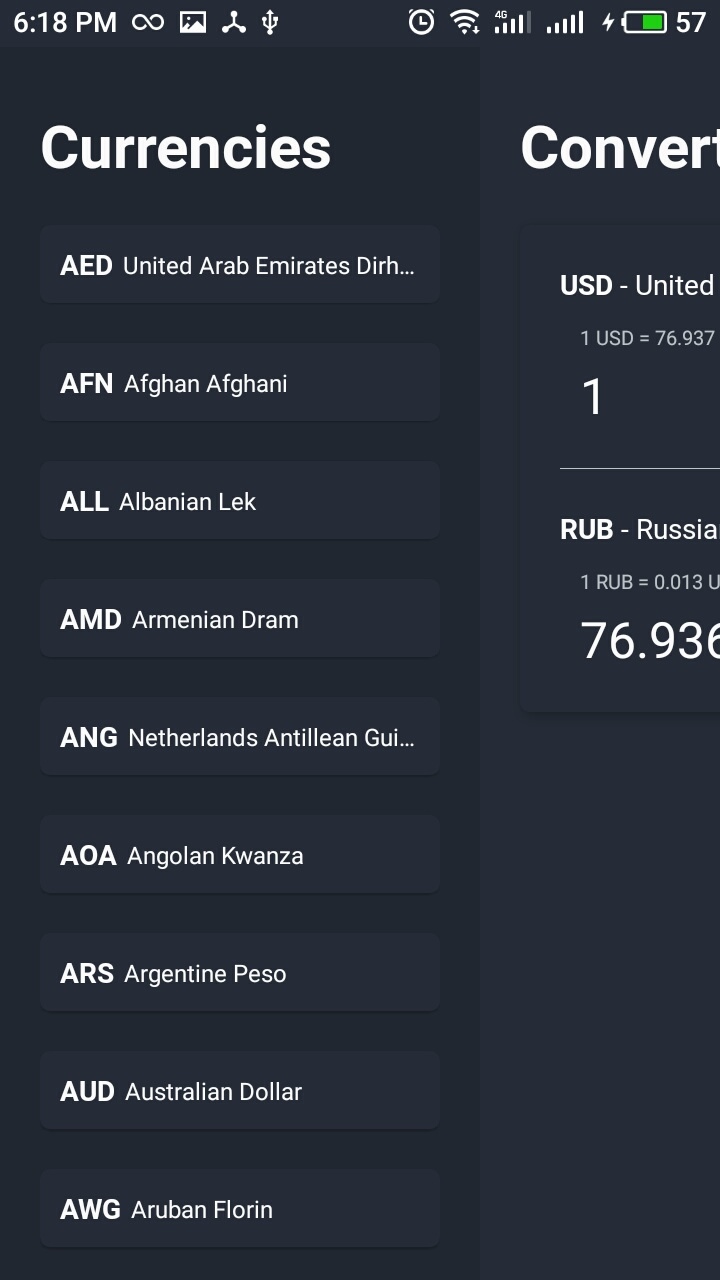 6:18 PM 4G 57
Currencies
AED United Arab Emirates Dirh...
AFN Afghan Afghani
ALL Albanian Lek
AMD Armenian Dram
ANG Netherlands Antillean Gui...
AOA Angolan Kwanza
ARS Argentine Peso
AUD Australian Dollar
AWG Aruban Florin
Convert
USD - United
1 USD = 76.937
1
RUB - Russia
1 RUB = 0.013 U
76.936